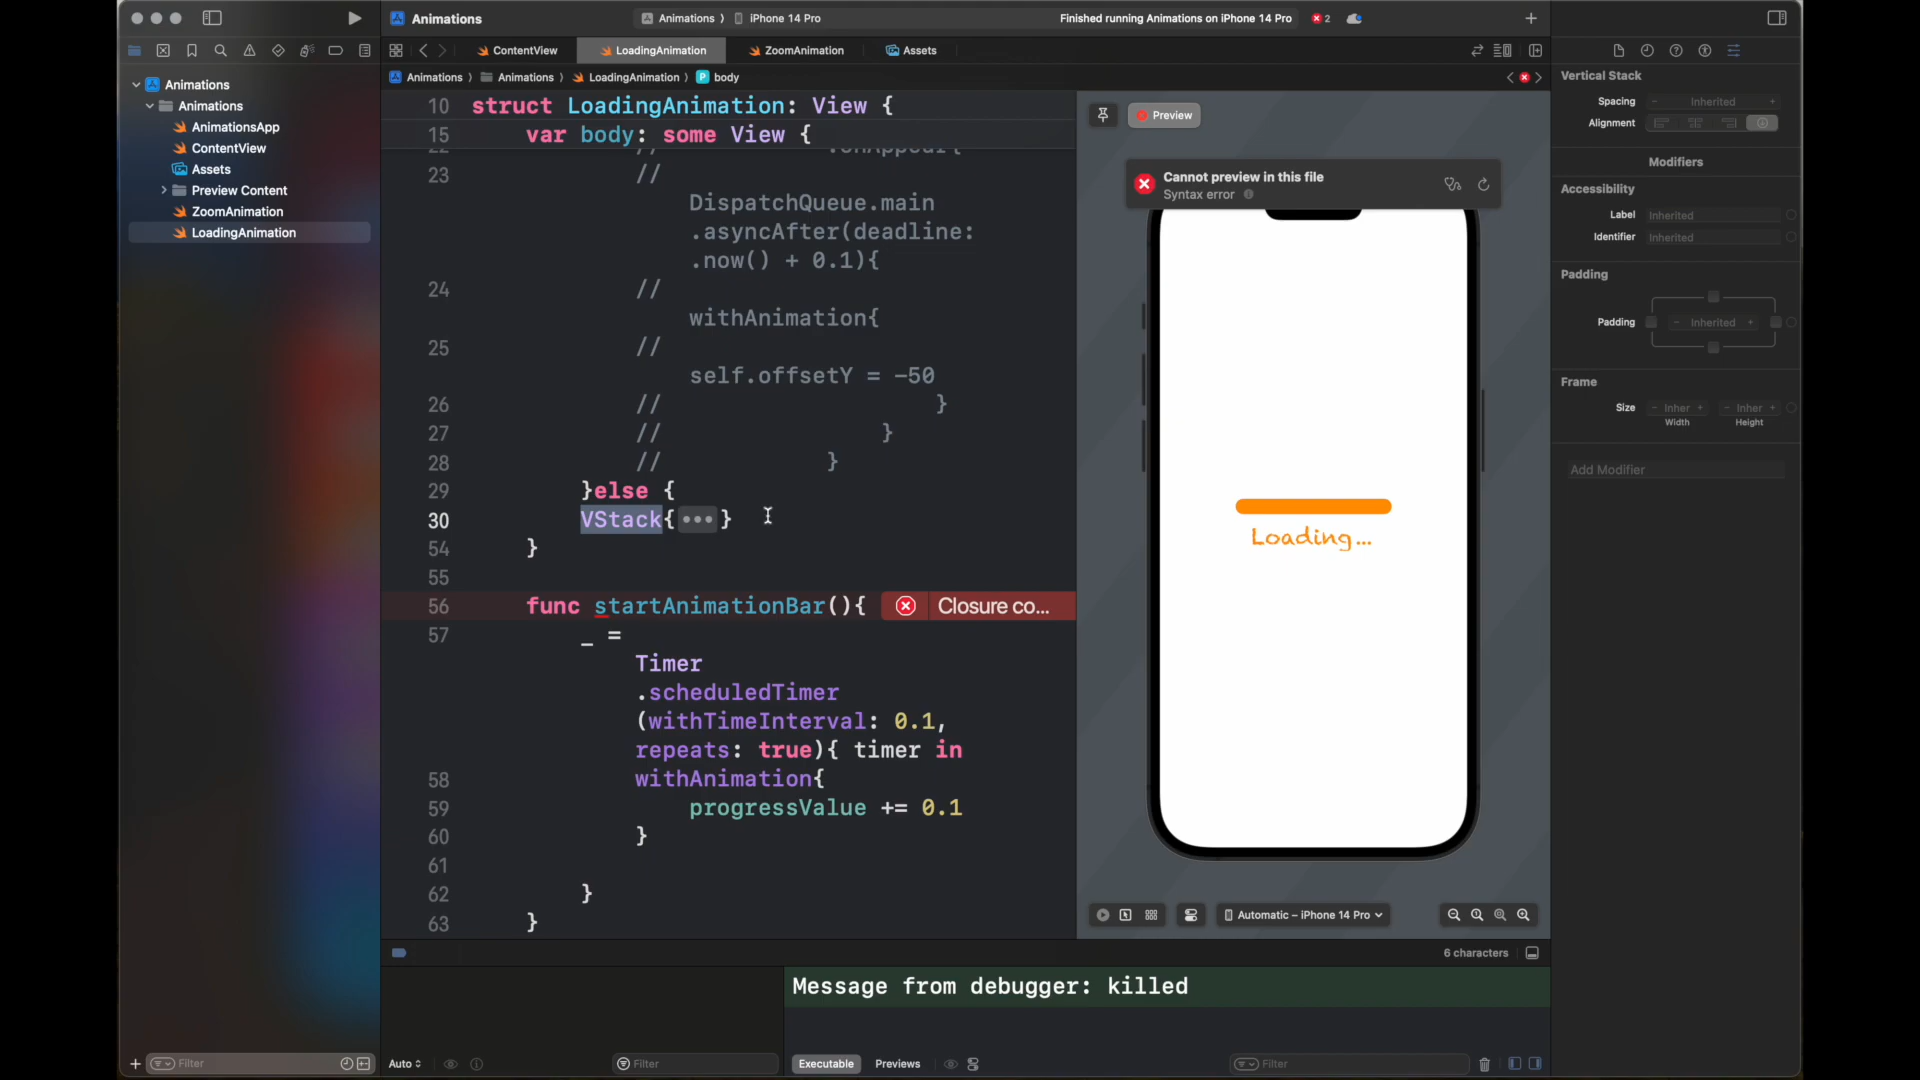 Animations
Animations
iPhone 14 Pro
Finished running Animations on iPhone 14 Pro
2
ContentView
LoadingAnimation
ZoomAnimation
Assets
Animations
Animations
LoadingAnimation
P body
Animations
Animations
AnimationsApp
ContentView
Assets
Preview Content
ZoomAnimation
LoadingAnimation
10 struct LoadingAnimation: View {
15 var body: some View {
23 //
DispatchQueue.main
.asyncAfter(deadline:
.now() + 0.1){
24 //
withAnimation{
25 //
self.offsetY = -50
26 // }
27 // }
28 // }
29 }else {
30 VStack{•••}
54 }
55
56 func startAnimationBar(){ Closure co...
57 _ =
Timer
.scheduledTimer
(withTimeInterval: 0.1,
repeats: true){ timer in
58 withAnimation{
59 progressValue += 0.1
60 }
61
62 }
63 }
Preview
Cannot preview in this file
Syntax error
Loading...
Automatic – iPhone 14 Pro
Vertical Stack
Spacing
Inherited
Alignment
Modifiers
Accessibility
Label
Inherited
Identifier
Inherited
Padding
Padding
Inherited
Frame
Size
Inher
Inher
Width
Height
Add Modifier
6 characters
Message from debugger: killed
Filter
Auto
Filter
Executable
Previews
Filter